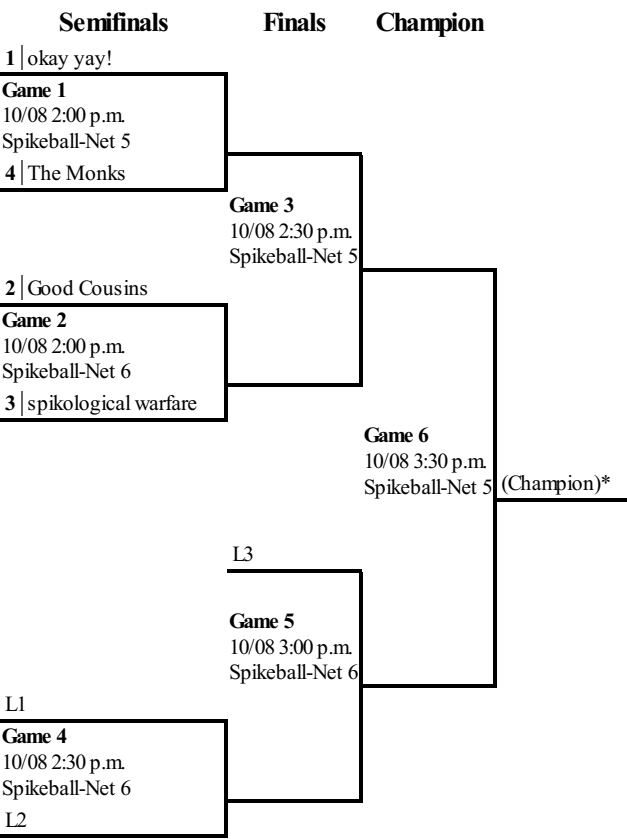 Semifinals Finals Champion
1 okay yay!
Game 1
10/08 2:00 p.m.
Spikeball-Net 5
4 The Monks
Game 3
10/08 2:30 p.m.
Spikeball-Net 5
2 Good Cousins
Game 2
10/08 2:00 p.m.
Spikeball-Net 6
3 spikological warfare
Game 6
10/08 3:30 p.m.
Spikeball-Net 5
(Champion)*
L3
Game 5
10/08 3:00 p.m.
Spikeball-Net 6
L1
Game 4
10/08 2:30 p.m.
Spikeball-Net 6
L2